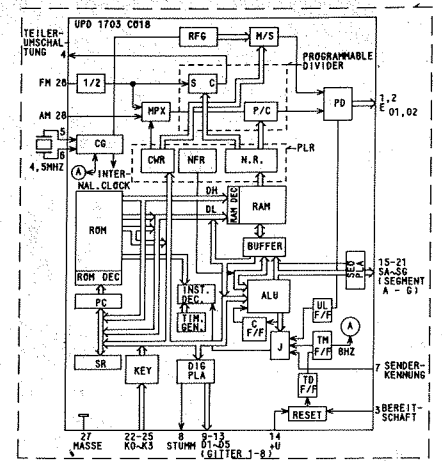 UPD 1703 C018
TEILER-
UMSCHAL-
TUNG
4
RFG
M/S
PROGRAMMABLE
DIVIDER
FM 28
1/2
S C
AM 28
MPX
P/C
PD
1,2
E 01,02
5
6
4,5MHZ
CG
A
INTER-
NAL.CLOCK
CWR
NFR
N.R.
PLR
DH
DL
ROM
RAM DEC
RAM
BUFFER
ROM DEC
PC
INST.
DEC.
ALU
SEG
PLA
15-21
SA~SG
(SEGMENT
A - G)
TIM.
GEN.
C
F/F
UL
F/F
A
8HZ
J
TM
F/F
SR
KEY
DIG
PLA
TD
F/F
7 SENDER-
KENNUNG
RESET
3 BEREIT-
SCHAFT
27
MASSE
22-25
K0~K3
8
STUMM
9-13
D1~D5
(GITTER 1-8)
14
+U